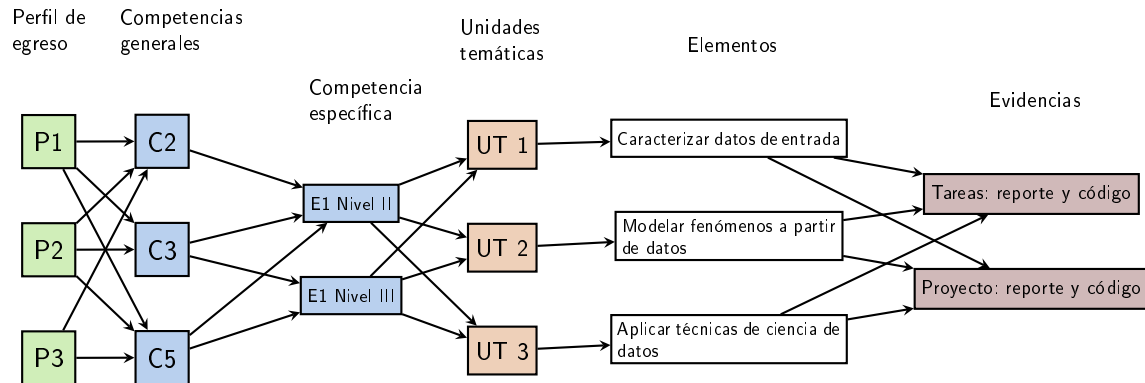 Perfil de
egreso
Competencias
generales
Competencia
específica
Unidades
temáticas
Elementos
Evidencias
P1
P2
P3
C2
C3
C5
E1 Nivel II
E1 Nivel III
UT 1
UT 2
UT 3
Caracterizar datos de entrada
Modelar fenómenos a partir
de datos
Aplicar técnicas de ciencia de
datos
Tareas: reporte y código
Proyecto: reporte y código